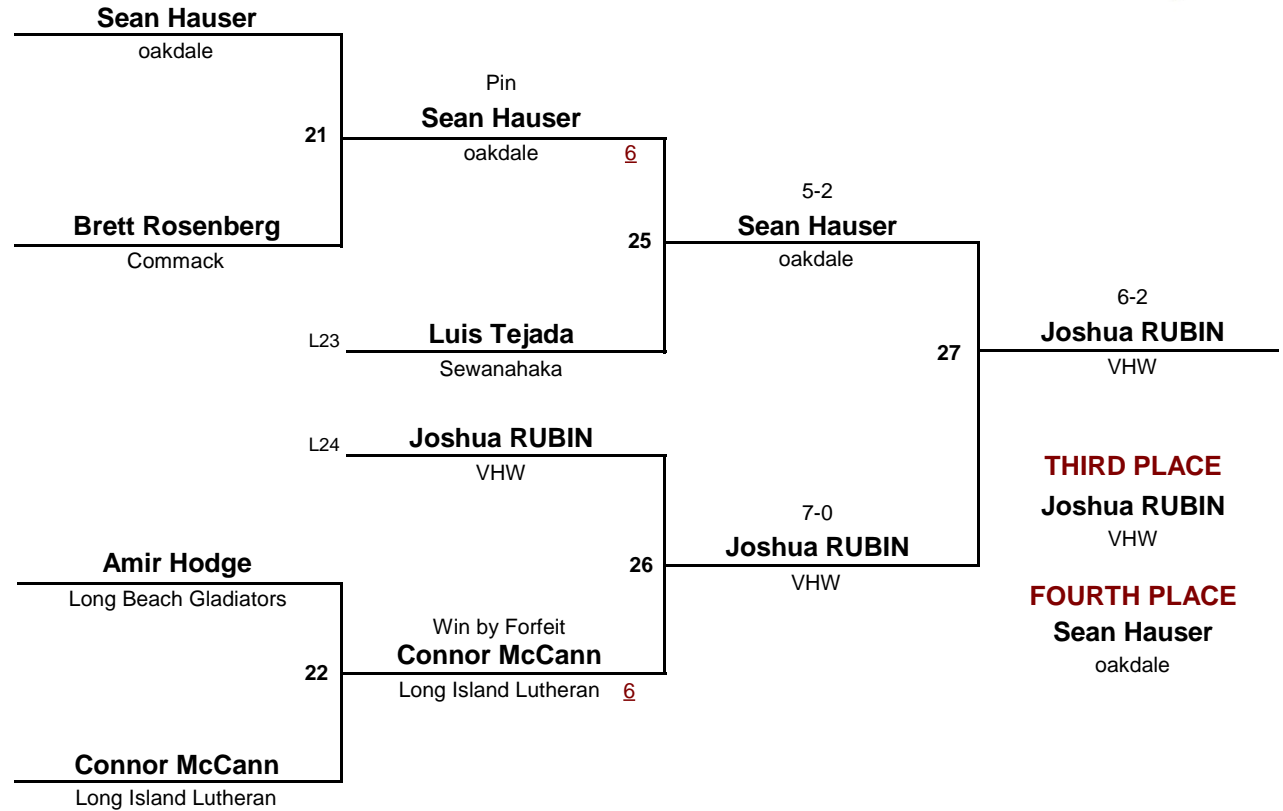 Sean Hauser
oakdale
Pin
Sean Hauser
21
oakdale 6
5-2
Brett Rosenberg
Sean Hauser
25
Commack
oakdale
6-2
L23
Luis Tejada
Joshua RUBIN
27
Sewanahaka
VHW
L24
Joshua RUBIN
VHW
THIRD PLACE
Joshua RUBIN
7-0
VHW
Joshua RUBIN
Amir Hodge
26
VHW
Long Beach Gladiators
FOURTH PLACE
Win by Forfeit
Sean Hauser
Connor McCann
oakdale
22
Long Island Lutheran 6
Connor McCann
Long Island Lutheran